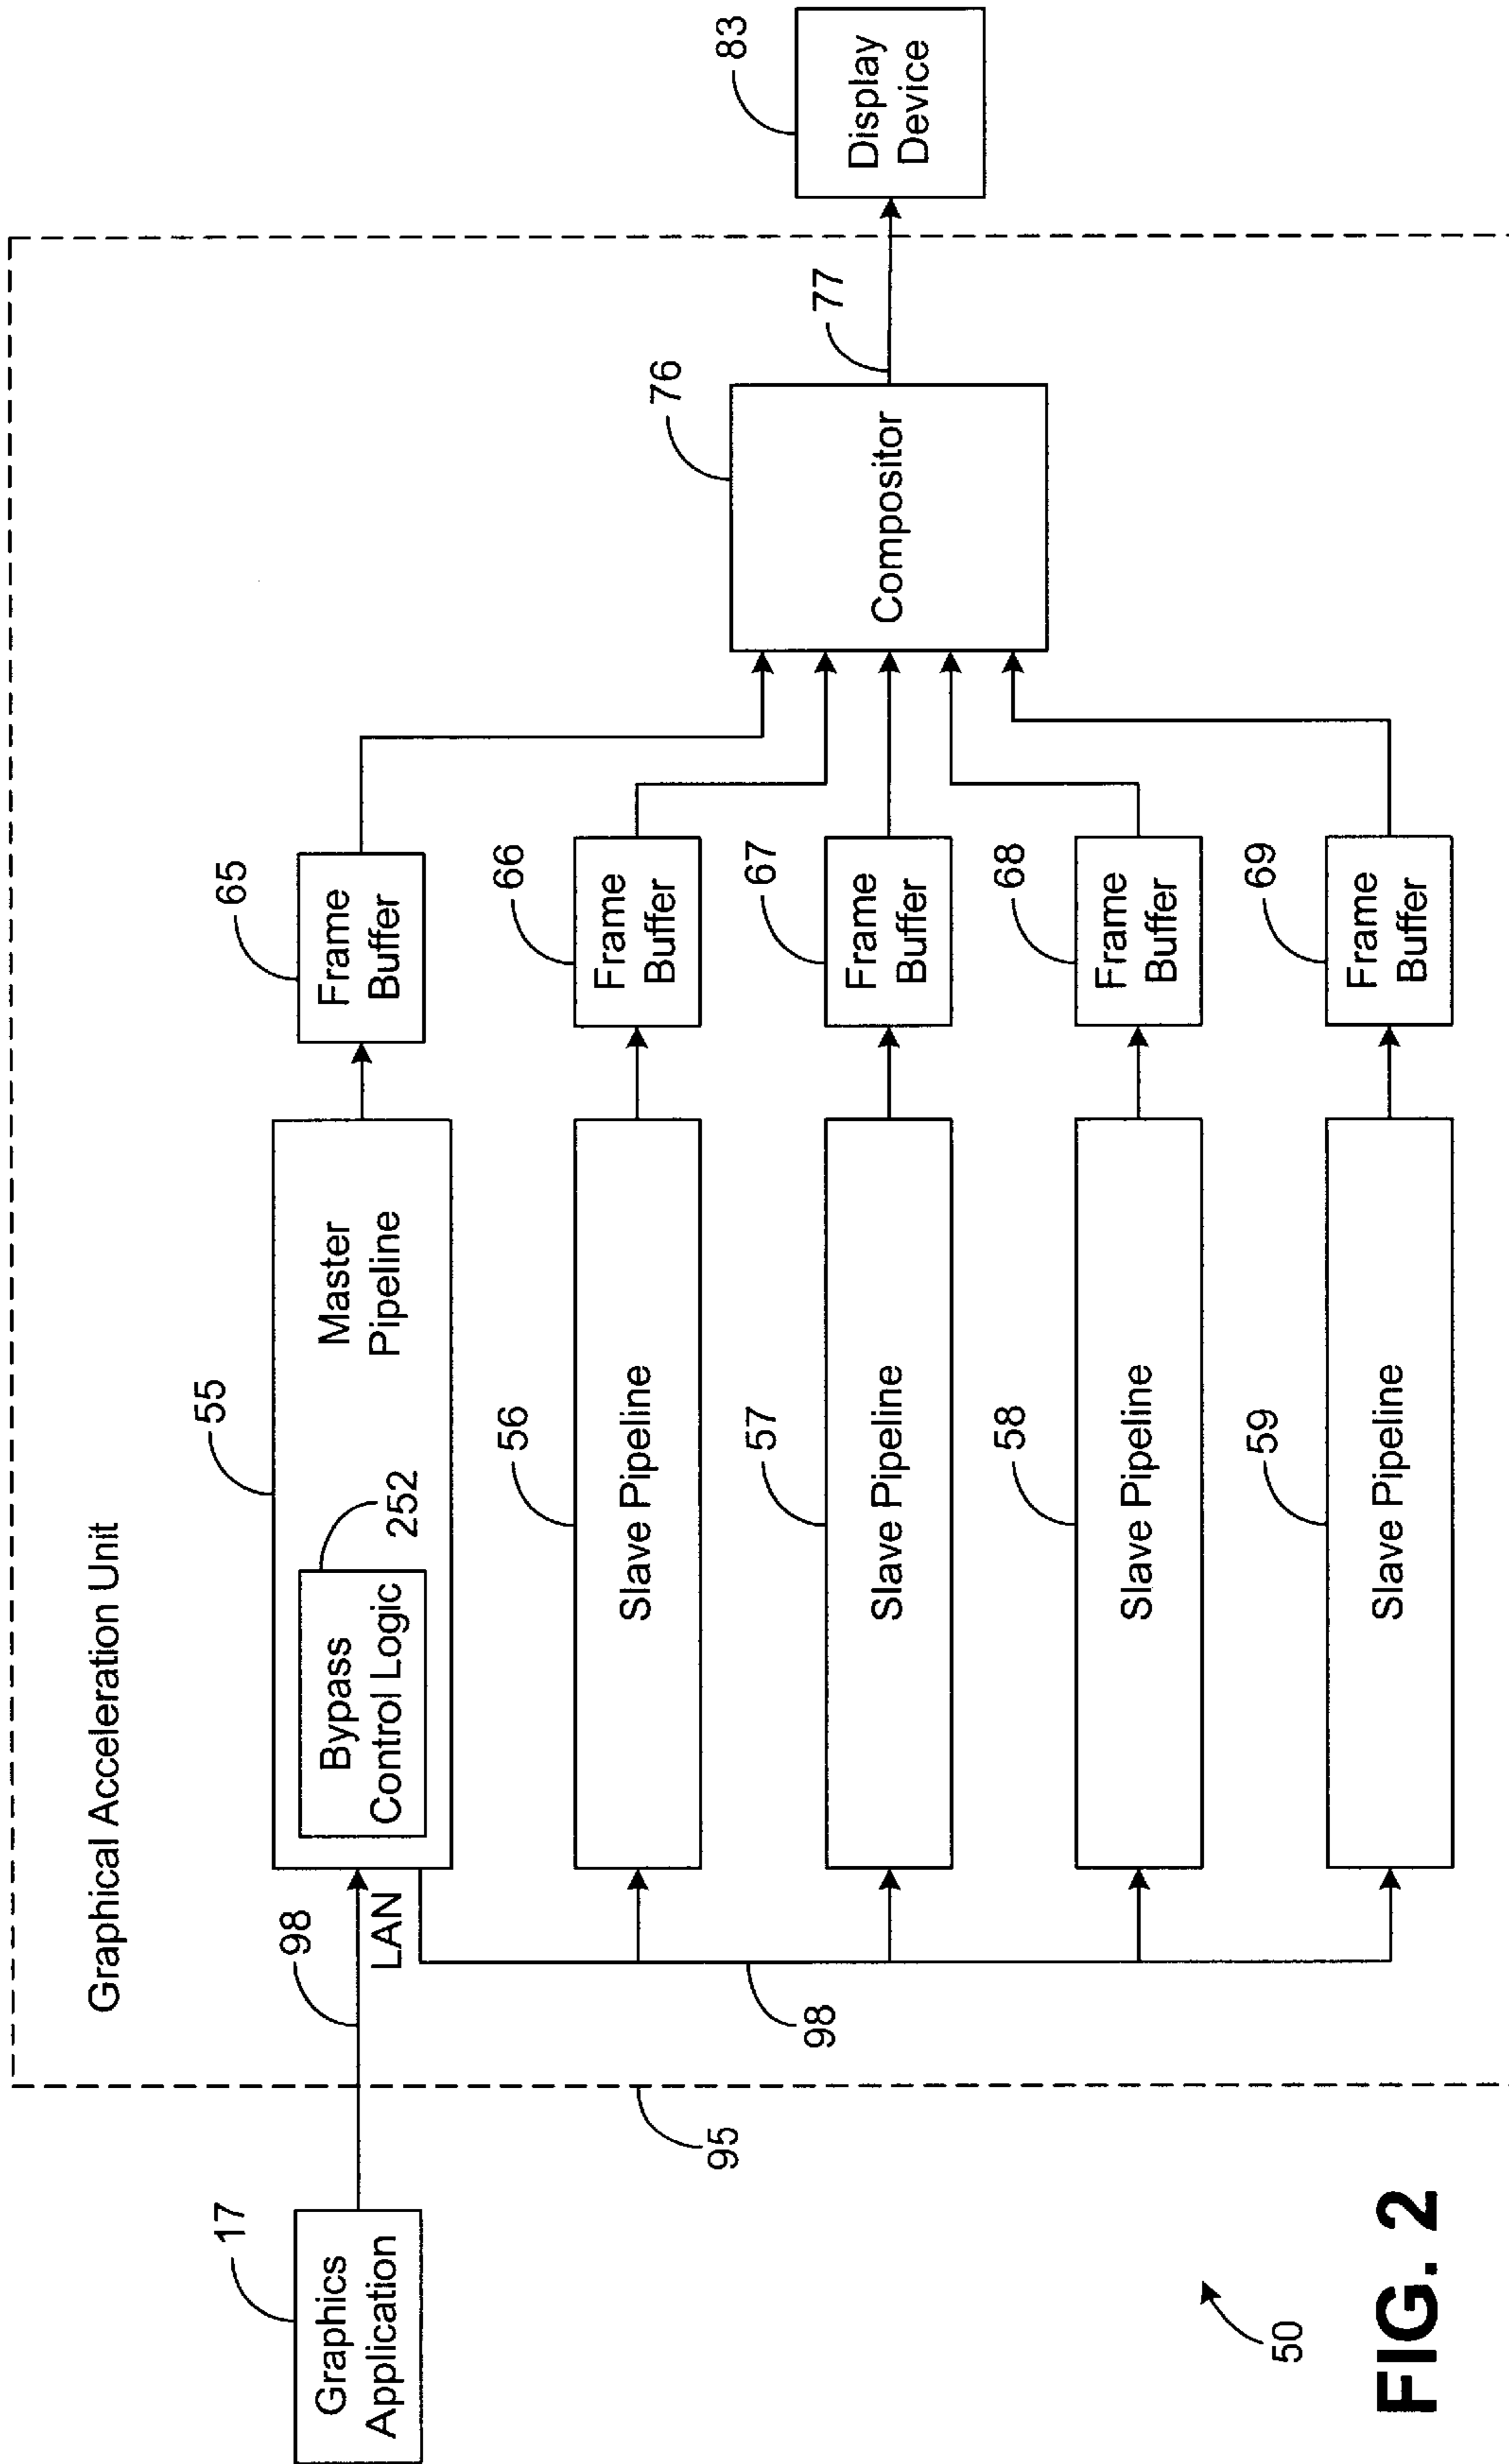 Graphical Acceleration Unit
17
Graphics
Application
98
LAN
55
Bypass
Control Logic
252
Master
Pipeline
65
Frame
Buffer
56
Slave Pipeline
66
Frame
Buffer
57
Slave Pipeline
67
Frame
Buffer
58
Slave Pipeline
68
Frame
Buffer
59
Slave Pipeline
69
Frame
Buffer
98
95
76
Compositor
77
83
Display
Device
50
FIG. 2